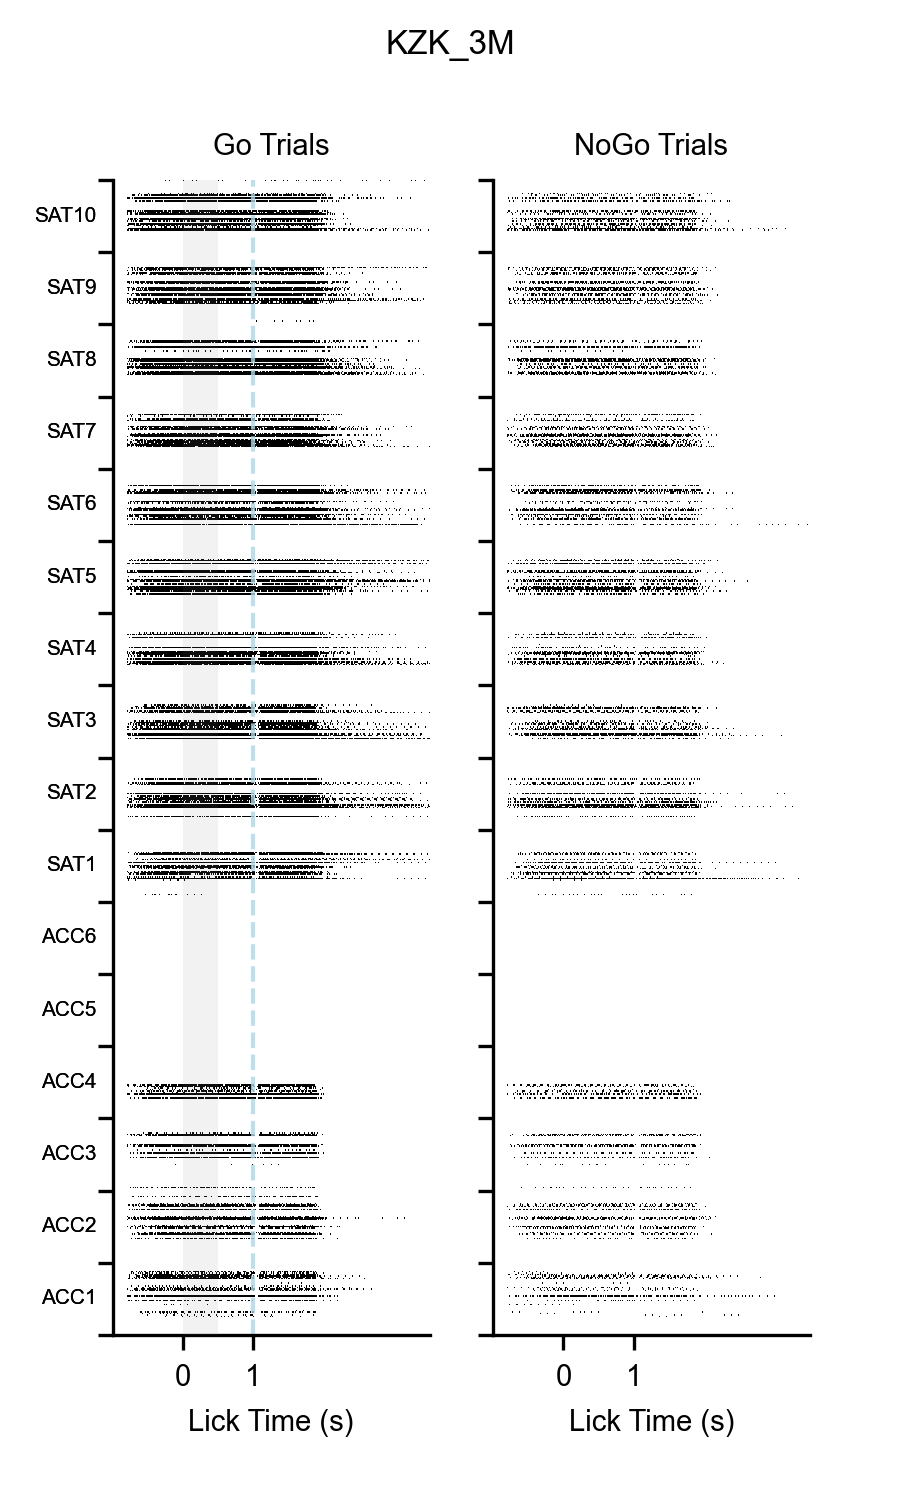 KZK_3M
Go Trials
NoGo Trials
SAT10
SAT9
SAT8
SAT7
SAT6
SAT5
SAT4
SAT3
SAT2
SAT1
ACC6
ACC5
ACC4
ACC3
ACC2
ACC1
0 1
0 1
Lick Time (s)
Lick Time (s)